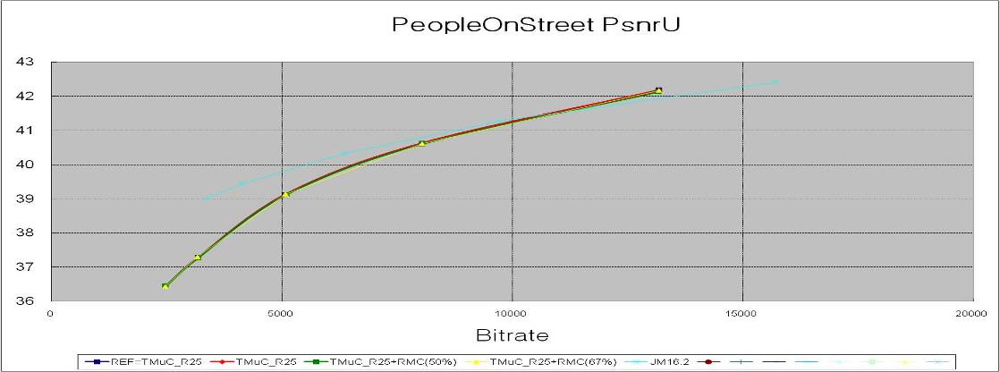 PeopleOnStreet PsnrU
43
42
41
40
39
38
37
36
0 5000 10000 15000 20000
Bitrate
REF=TMuC_R25 TMuC_R25 TMuC_R25+RMC(50%) TMuC_R25+RMC(67%) JM16.2